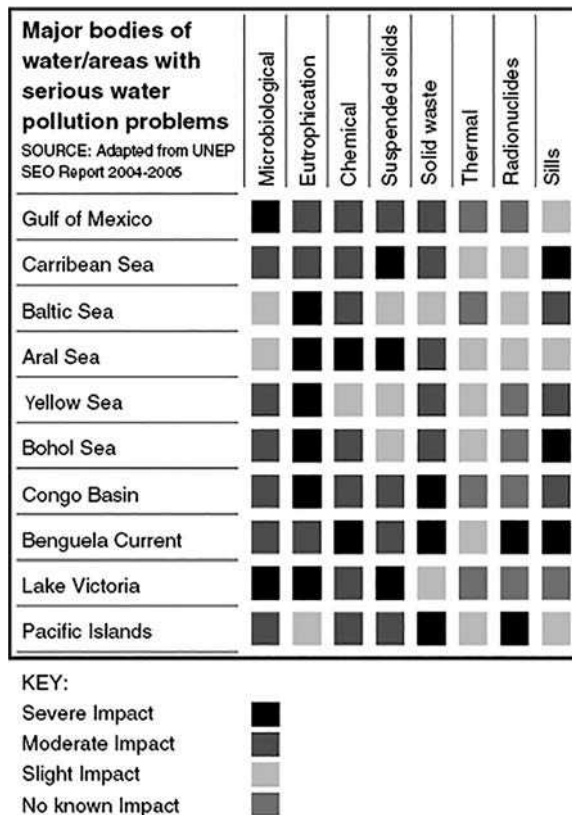 Major bodies of
water/areas with
serious water
pollution problems
SOURCE: Adapted from UNEP
SEO Report 2004-2005
Microbiological
Eutrophication
Chemical
Suspended solids
Solid waste
Thermal
Radionuclides
Sills
Gulf of Mexico
Carribean Sea
Baltic Sea
Aral Sea
Yellow Sea
Bohol Sea
Congo Basin
Benguela Current
Lake Victoria
Pacific Islands
KEY:
Severe Impact
Moderate Impact
Slight Impact
No known Impact